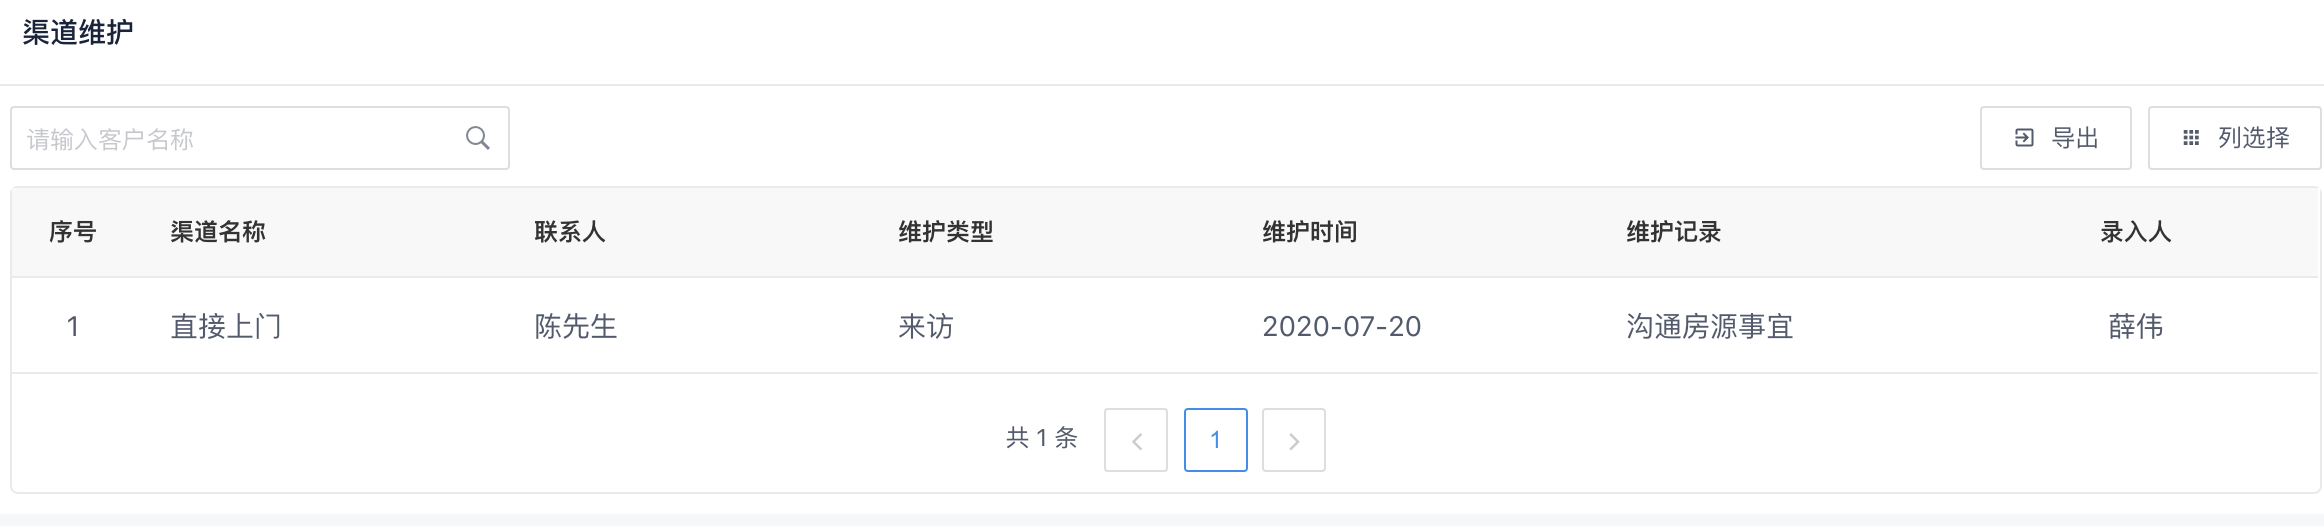 渠道维护
请输入客户名称
导出 列选择
序号 渠道名称 联系人 维护类型 维护时间 维护记录 录入人
1 直接上门 陈先生 来访 2020-07-20 沟通房源事宜 薛伟
共 1 条 1